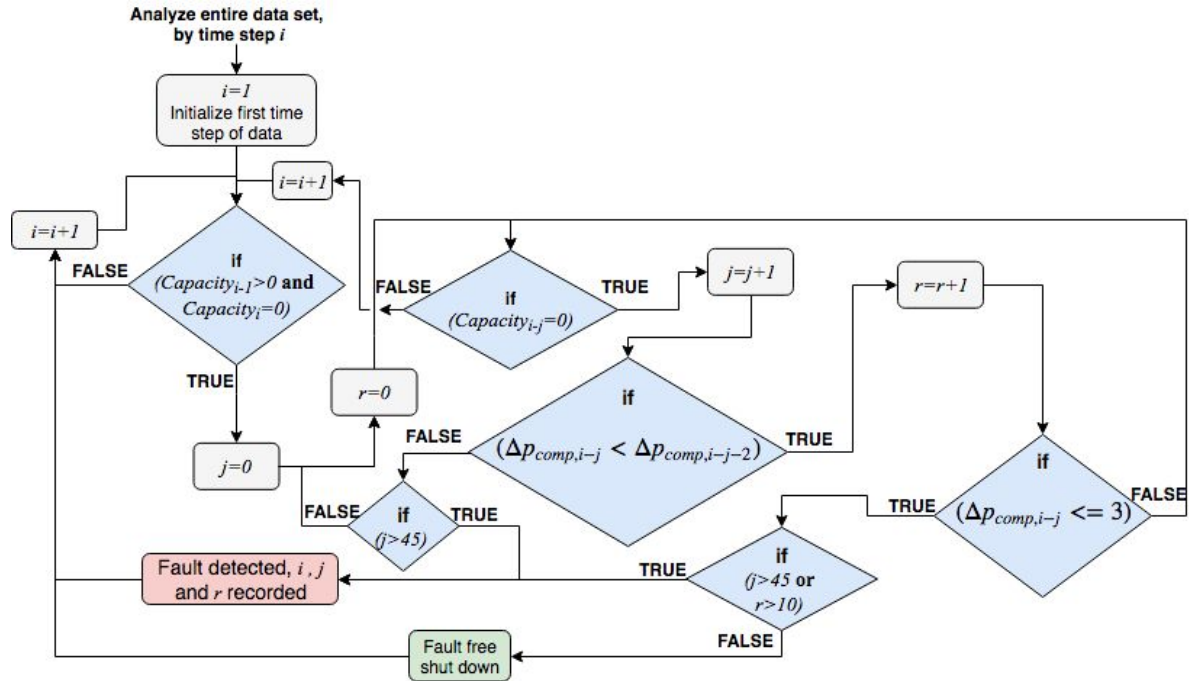 Analyze entire data set,
by time step i
i=1
Initialize first time
step of data
i=i+1
i=i+1
if
(Capacityᵢ₋₁>0 and
Capacityᵢ=0)
FALSE
TRUE
j=0
r=0
if
(Capacityᵢ₋ⱼ=0)
FALSE
TRUE
j=j+1
r=r+1
if
(Δp_comp,i−j < Δp_comp,i−j−2)
FALSE
TRUE
if
(j>45)
FALSE
TRUE
if
(Δp_comp,i−j <= 3)
TRUE
FALSE
if
(j>45 or
r>10)
TRUE
FALSE
Fault detected, i , j
and r recorded
Fault free
shut down